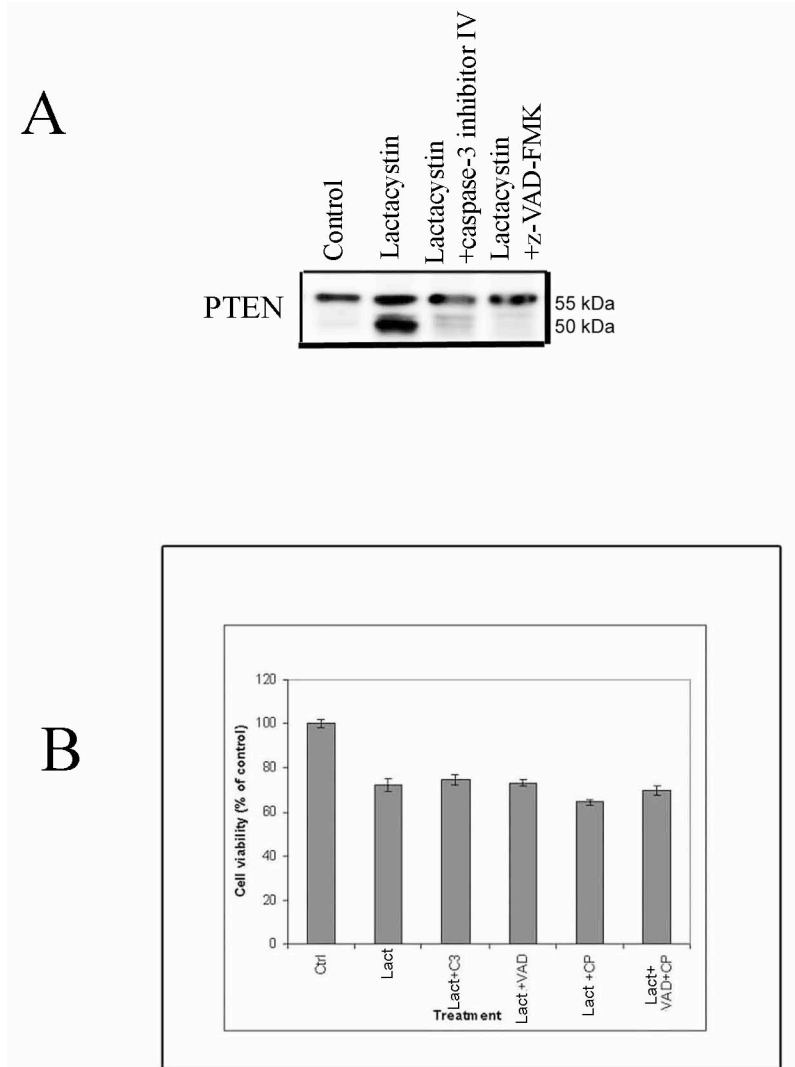 A
Control
Lactacystin
Lactacystin
+caspase-3 inhibitor IV
Lactacystin
+z-VAD-FMK
PTEN
55 kDa
50 kDa
B
Cell viability (% of control)
120
100
80
60
40
20
0
Ctrl
Lact
Lact+C3
Lact +VAD
Lact +CP
Lact+
VAD+CP
Treatment